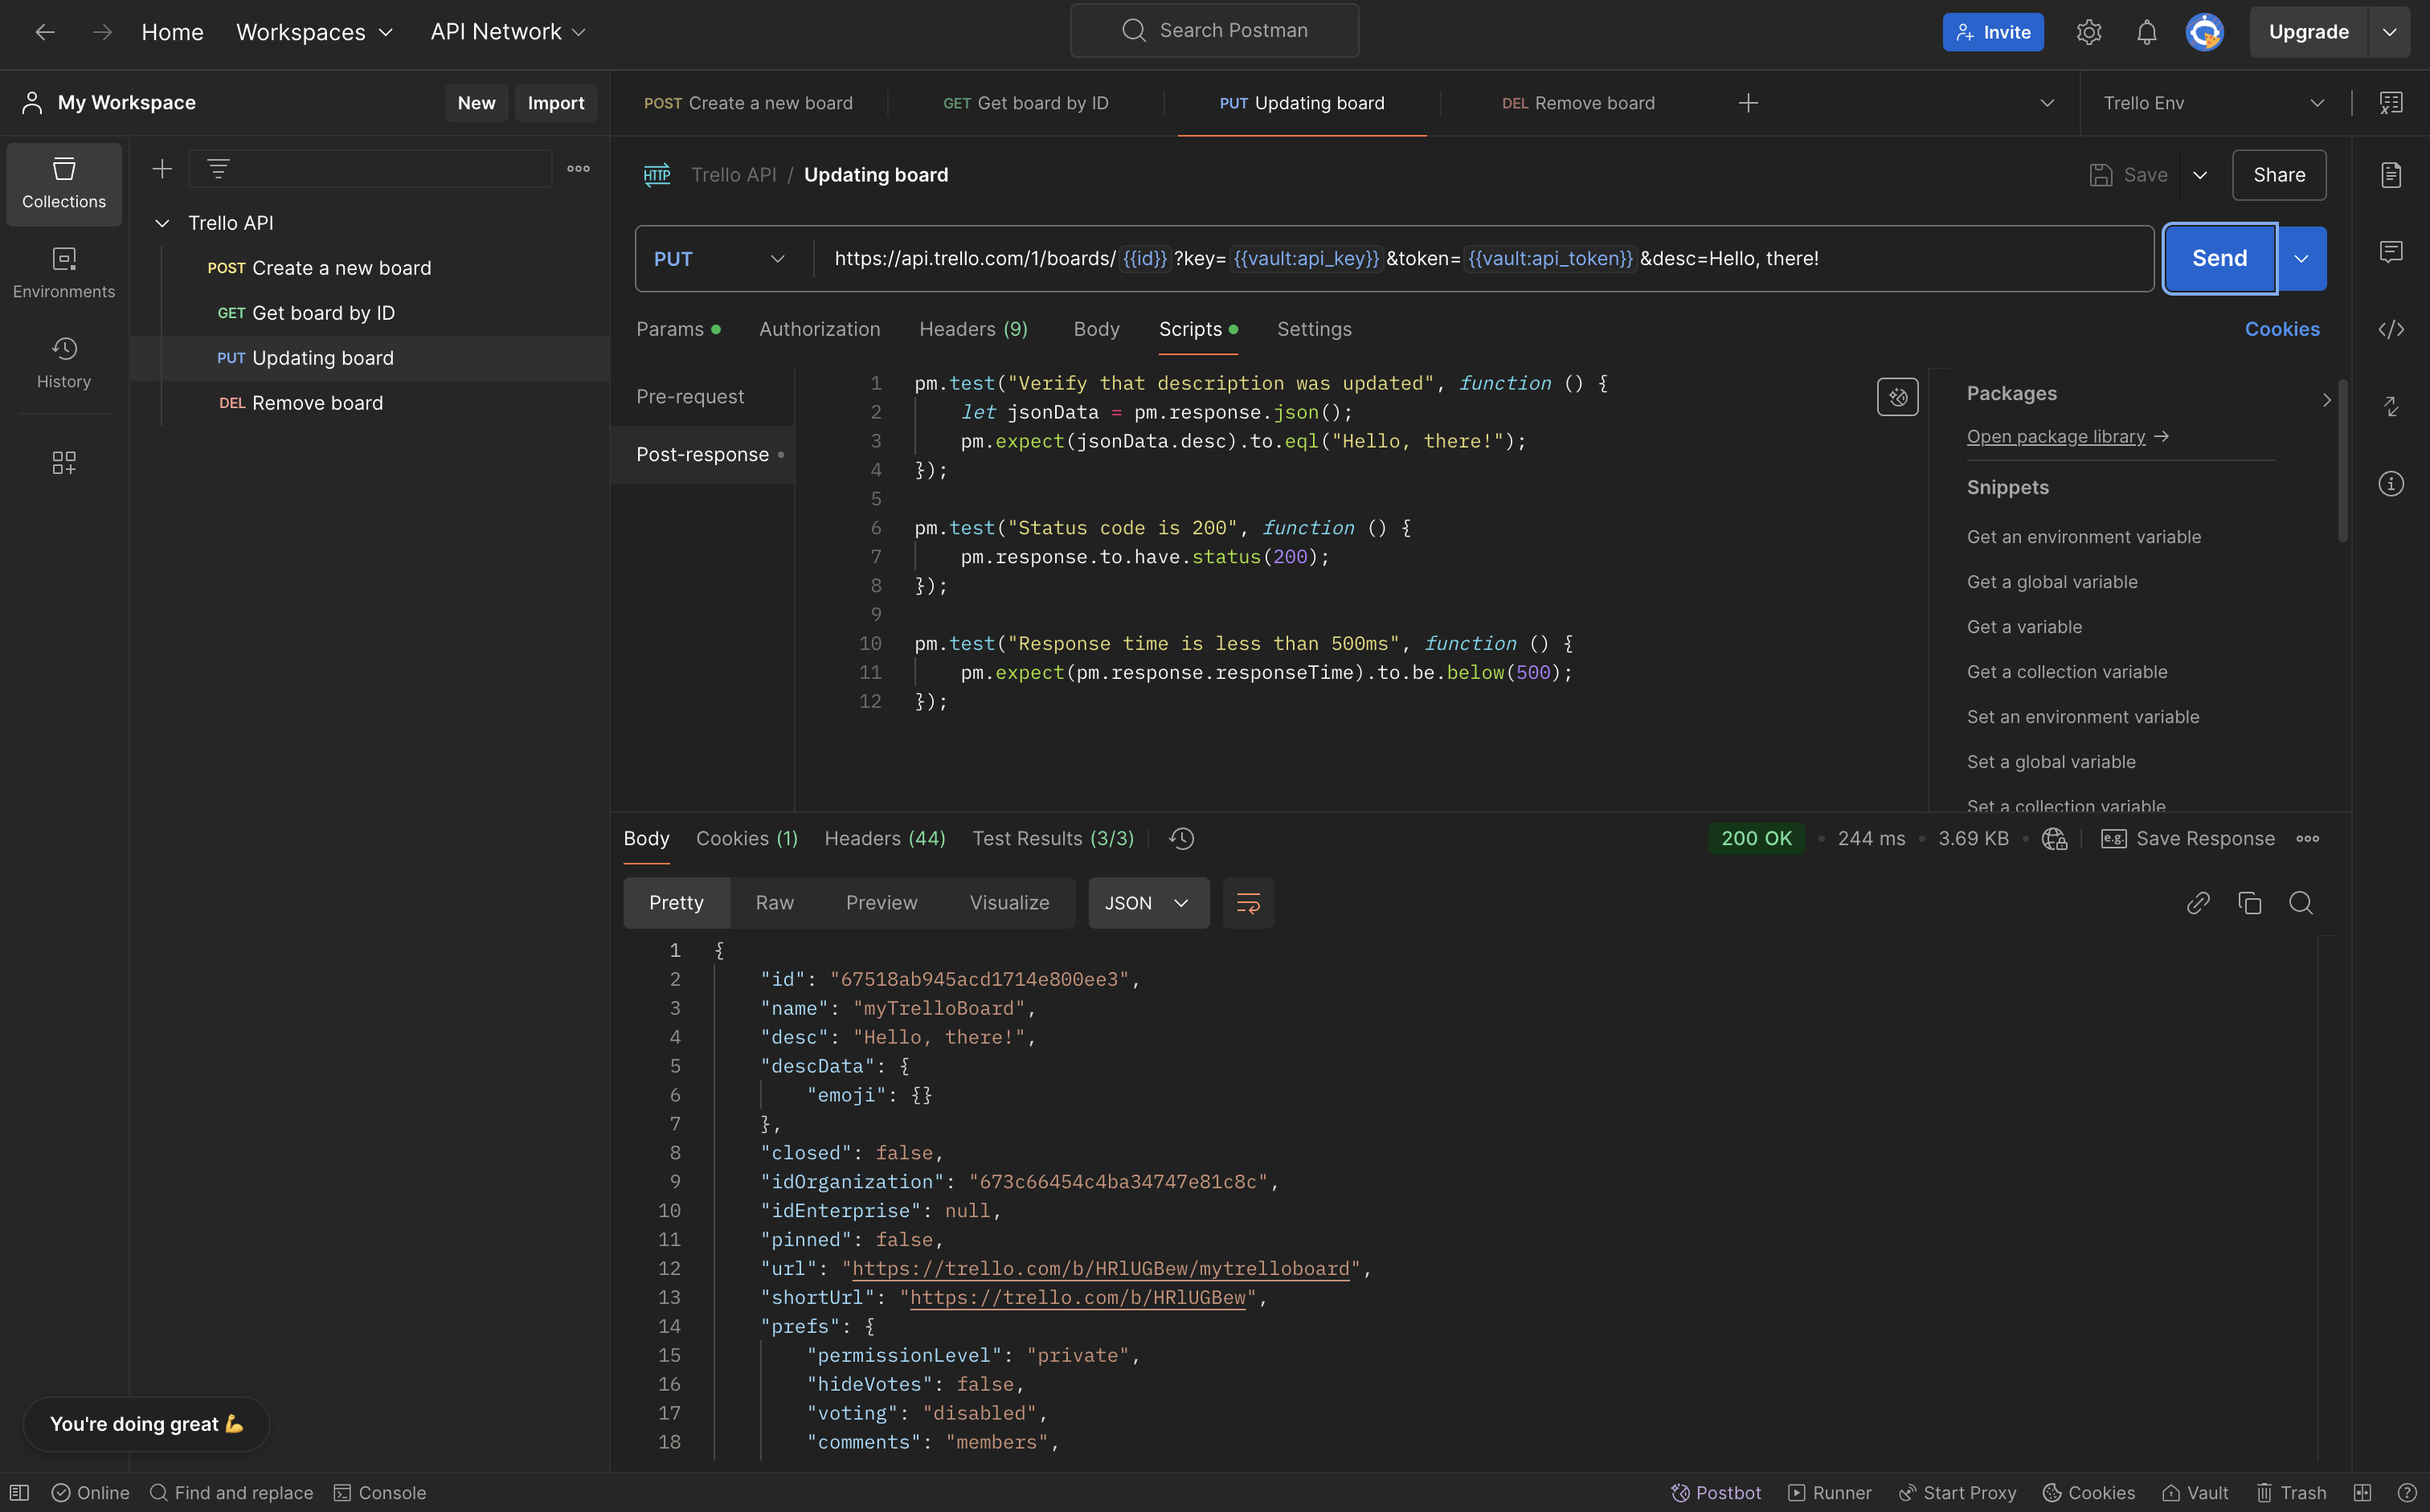 Home Workspaces API Network Search Postman Invite Upgrade
My Workspace New Import
POST Create a new board GET Get board by ID PUT Updating board DEL Remove board Trello Env
Collections
Environments
History
Trello API
POST Create a new board
GET Get board by ID
PUT Updating board
DEL Remove board
HTTP Trello API / Updating board Save Share
PUT https://api.trello.com/1/boards/ {{id}} ?key= {{vault:api_key}} &token= {{vault:api_token}} &desc=Hello, there! Send
Params Authorization Headers (9) Body Scripts Settings Cookies
Pre-request
Post-response
1 pm.test("Verify that description was updated", function () {
2 let jsonData = pm.response.json();
3 pm.expect(jsonData.desc).to.eql("Hello, there!");
4 });
5
6 pm.test("Status code is 200", function () {
7 pm.response.to.have.status(200);
8 });
9
10 pm.test("Response time is less than 500ms", function () {
11 pm.expect(pm.response.responseTime).to.be.below(500);
12 });
Packages
Open package library →
Snippets
Get an environment variable
Get a global variable
Get a variable
Get a collection variable
Set an environment variable
Set a global variable
Set a collection variable
Body Cookies (1) Headers (44) Test Results (3/3) 200 OK • 244 ms • 3.69 KB • e.g. Save Response
Pretty Raw Preview Visualize JSON
1 {
2 "id": "67518ab945acd1714e800ee3",
3 "name": "myTrelloBoard",
4 "desc": "Hello, there!",
5 "descData": {
6 "emoji": {}
7 },
8 "closed": false,
9 "idOrganization": "673c66454c4ba34747e81c8c",
10 "idEnterprise": null,
11 "pinned": false,
12 "url": "https://trello.com/b/HRlUGBew/mytrelloboard",
13 "shortUrl": "https://trello.com/b/HRlUGBew",
14 "prefs": {
15 "permissionLevel": "private",
16 "hideVotes": false,
17 "voting": "disabled",
18 "comments": "members",
You're doing great 💪
Online Find and replace Console Postbot Runner Start Proxy Cookies Vault Trash